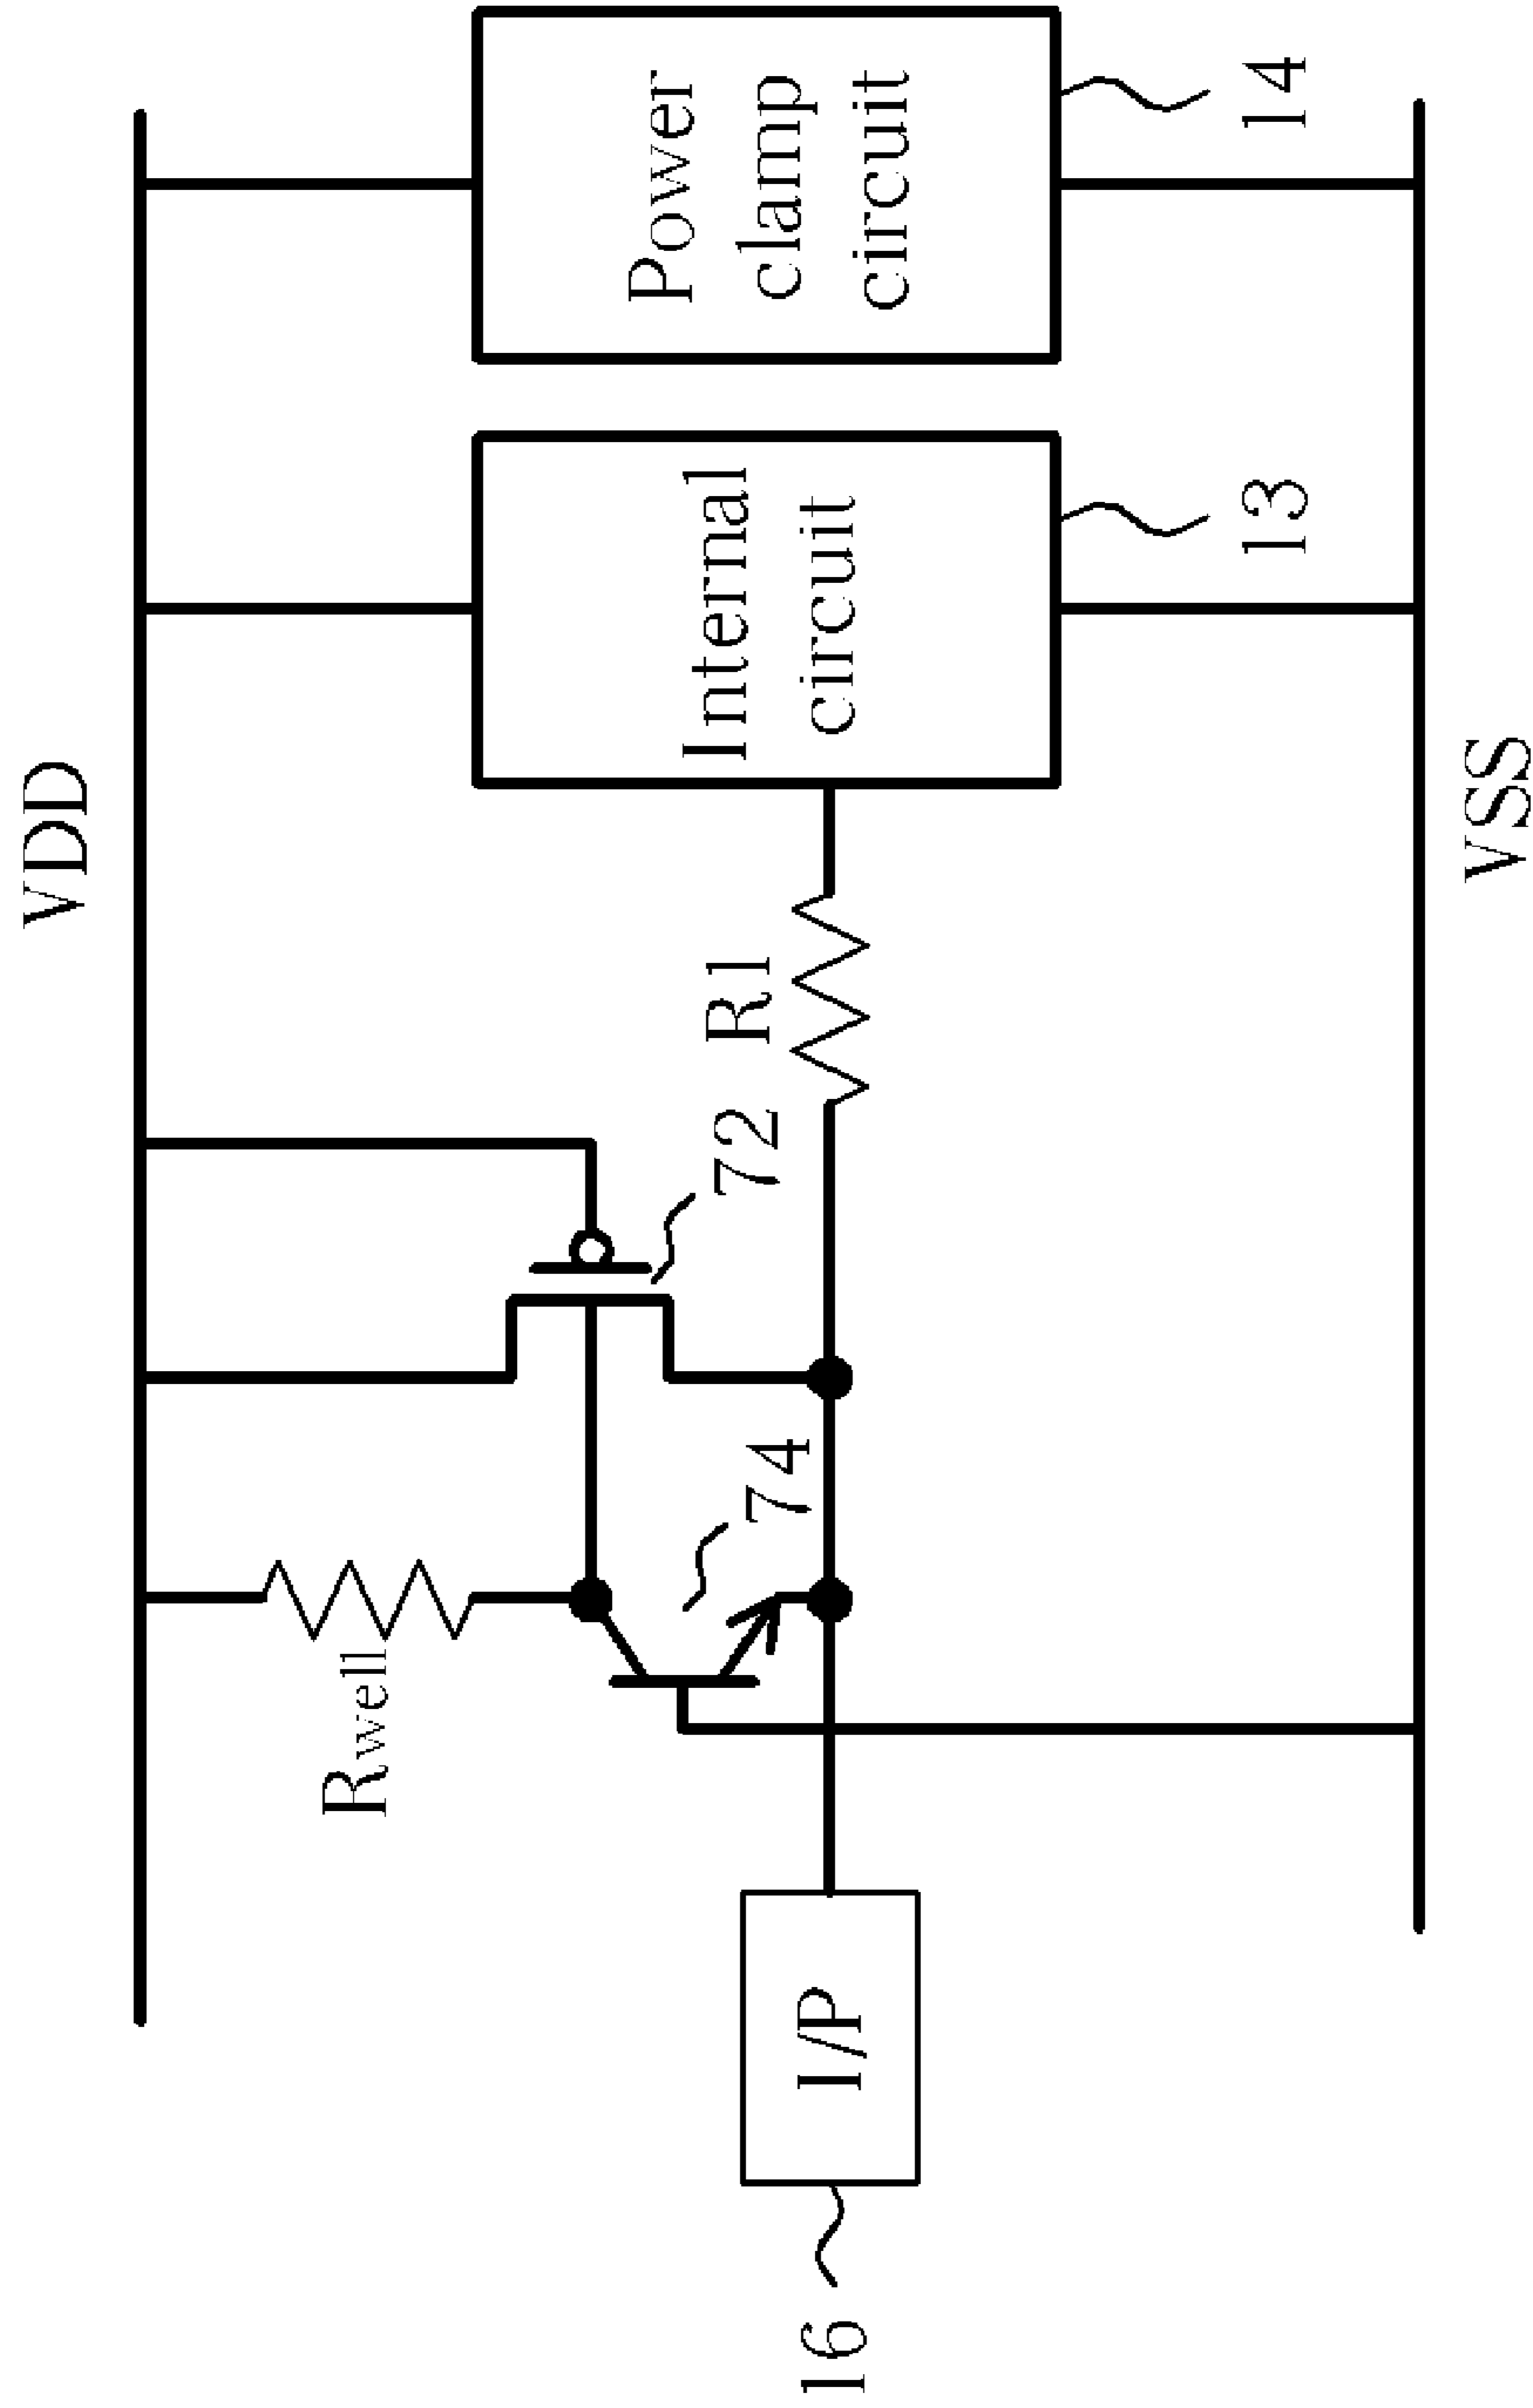 VDD
Rwell
72
74
R1
I/P
16
Internal
circuit
13
Power
clamp
circuit
14
VSS